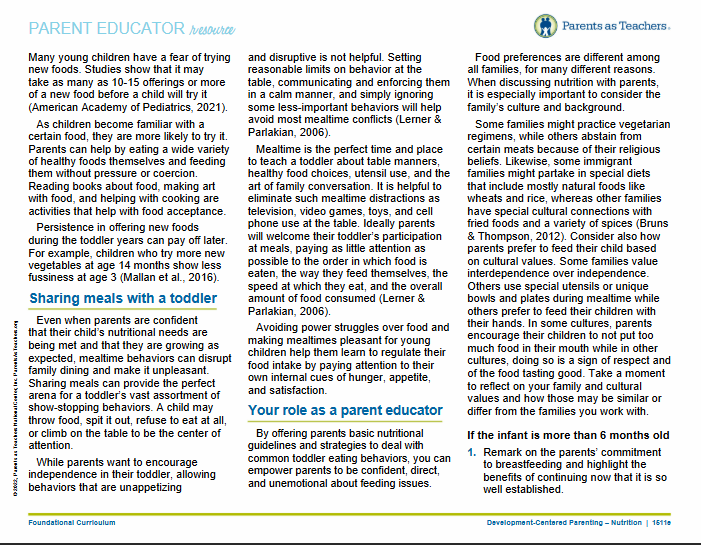 PARENT EDUCATOR resource
Parents as Teachers®
Many young children have a fear of trying
new foods. Studies show that it may
take as many as 10-15 offerings or more
of a new food before a child will try it
(American Academy of Pediatrics, 2021).
As children become familiar with a
certain food, they are more likely to try it.
Parents can help by eating a wide variety
of healthy foods themselves and feeding
them without pressure or coercion.
Reading books about food, making art
with food, and helping with cooking are
activities that help with food acceptance.
Persistence in offering new foods
during the toddler years can pay off later.
For example, children who try more new
vegetables at age 14 months show less
fussiness at age 3 (Mallan et al., 2016).
Sharing meals with a toddler
Even when parents are confident
that their child's nutritional needs are
being met and that they are growing as
expected, mealtime behaviors can disrupt
family dining and make it unpleasant.
Sharing meals can provide the perfect
arena for a toddler's vast assortment of
show-stopping behaviors. A child may
throw food, spit it out, refuse to eat at all,
or climb on the table to be the center of
attention.
While parents want to encourage
independence in their toddler, allowing
behaviors that are unappetizing
and disruptive is not helpful. Setting
reasonable limits on behavior at the
table, communicating and enforcing them
in a calm manner, and simply ignoring
some less-important behaviors will help
avoid most mealtime conflicts (Lerner &
Parlakian, 2006).
Mealtime is the perfect time and place
to teach a toddler about table manners,
healthy food choices, utensil use, and the
art of family conversation. It is helpful to
eliminate such mealtime distractions as
television, video games, toys, and cell
phone use at the table. Ideally parents
will welcome their toddler's participation
at meals, paying as little attention as
possible to the order in which food is
eaten, the way they feed themselves, the
speed at which they eat, and the overall
amount of food consumed (Lerner &
Parlakian, 2006).
Avoiding power struggles over food and
making mealtimes pleasant for young
children help them learn to regulate their
food intake by paying attention to their
own internal cues of hunger, appetite,
and satisfaction.
Your role as a parent educator
By offering parents basic nutritional
guidelines and strategies to deal with
common toddler eating behaviors, you can
empower parents to be confident, direct,
and unemotional about feeding issues.
Food preferences are different among
all families, for many different reasons.
When discussing nutrition with parents,
it is especially important to consider the
family's culture and background.
Some families might practice vegetarian
regimens, while others abstain from
certain meats because of their religious
beliefs. Likewise, some immigrant
families might partake in special diets
that include mostly natural foods like
wheats and rice, whereas other families
have special cultural connections with
fried foods and a variety of spices (Bruns
& Thompson, 2012). Consider also how
parents prefer to feed their child based
on cultural values. Some families value
interdependence over independence.
Others use special utensils or unique
bowls and plates during mealtime while
others prefer to feed their children with
their hands. In some cultures, parents
encourage their children to not put too
much food in their mouth while in other
cultures, doing so is a sign of respect and
of the food tasting good. Take a moment
to reflect on your family and cultural
values and how those may be similar or
differ from the families you work with.
If the infant is more than 6 months old
1. Remark on the parents' commitment
to breastfeeding and highlight the
benefits of continuing now that it is so
well established.
© 2022, Parents as Teachers National Center, Inc. ParentsAsTeachers.org
Foundational Curriculum
Development-Centered Parenting – Nutrition | 1511e